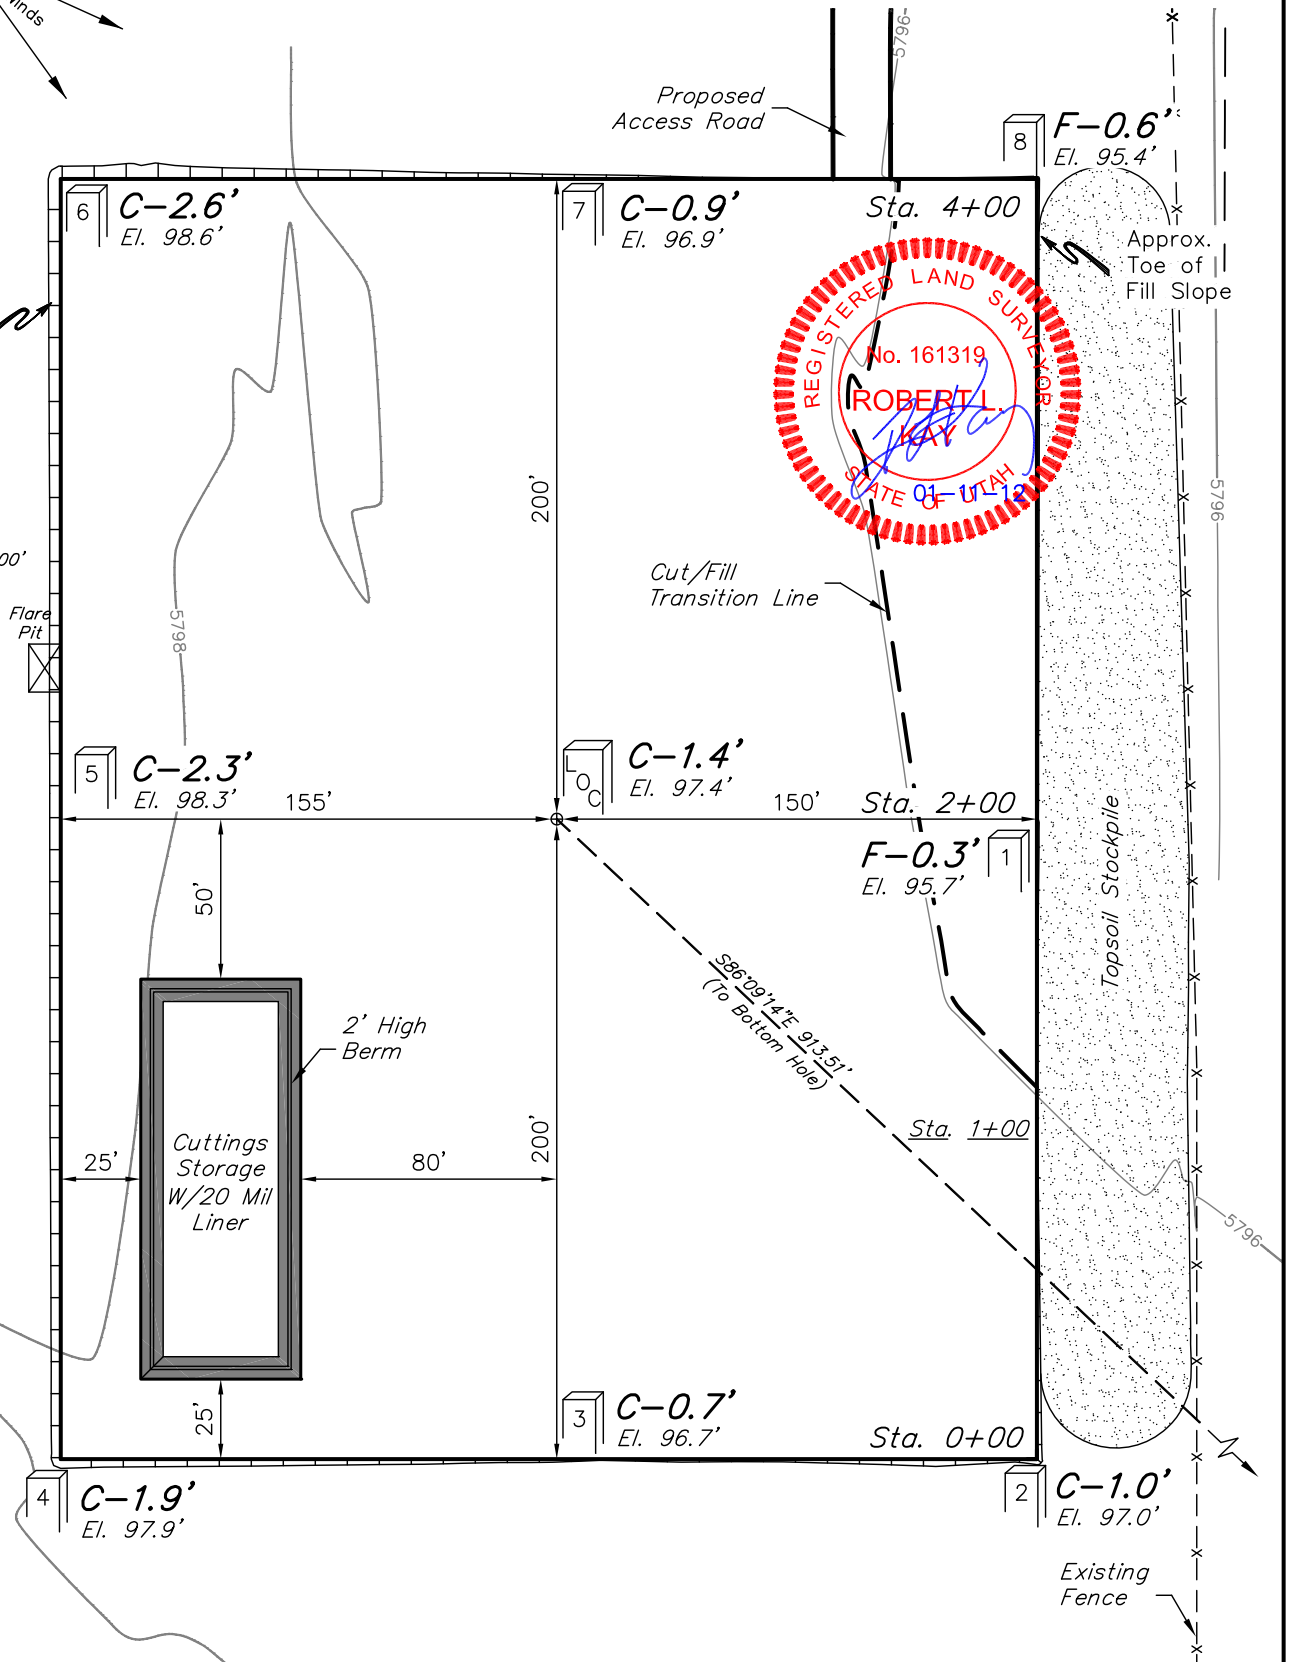 Winds
5796
Proposed
Access Road
8
F-0.6'
El. 95.4'
6
C-2.6'
El. 98.6'
7
C-0.9'
El. 96.9'
Sta. 4+00
Approx.
Toe of
Fill Slope
REGISTERED LAND SURVEYOR
No. 161319
ROBERT L.
KAY
STATE OF UTAH
01-11-12
200'
5796
00'
Flare
Pit
5798
Cut/Fill
Transition Line
5
C-2.3'
El. 98.3'
LOC
C-1.4'
El. 97.4'
155'
150'
Sta. 2+00
F-0.3'
El. 95.7'
1
50'
Topsoil Stockpile
S86°09'14"E 913.51'
(To Bottom Hole)
2' High
Berm
Sta. 1+00
Cuttings
Storage
W/20 Mil
Liner
25'
80'
200'
5796
25'
3
C-0.7'
El. 96.7'
Sta. 0+00
4
C-1.9'
El. 97.9'
2
C-1.0'
El. 97.0'
Existing
Fence